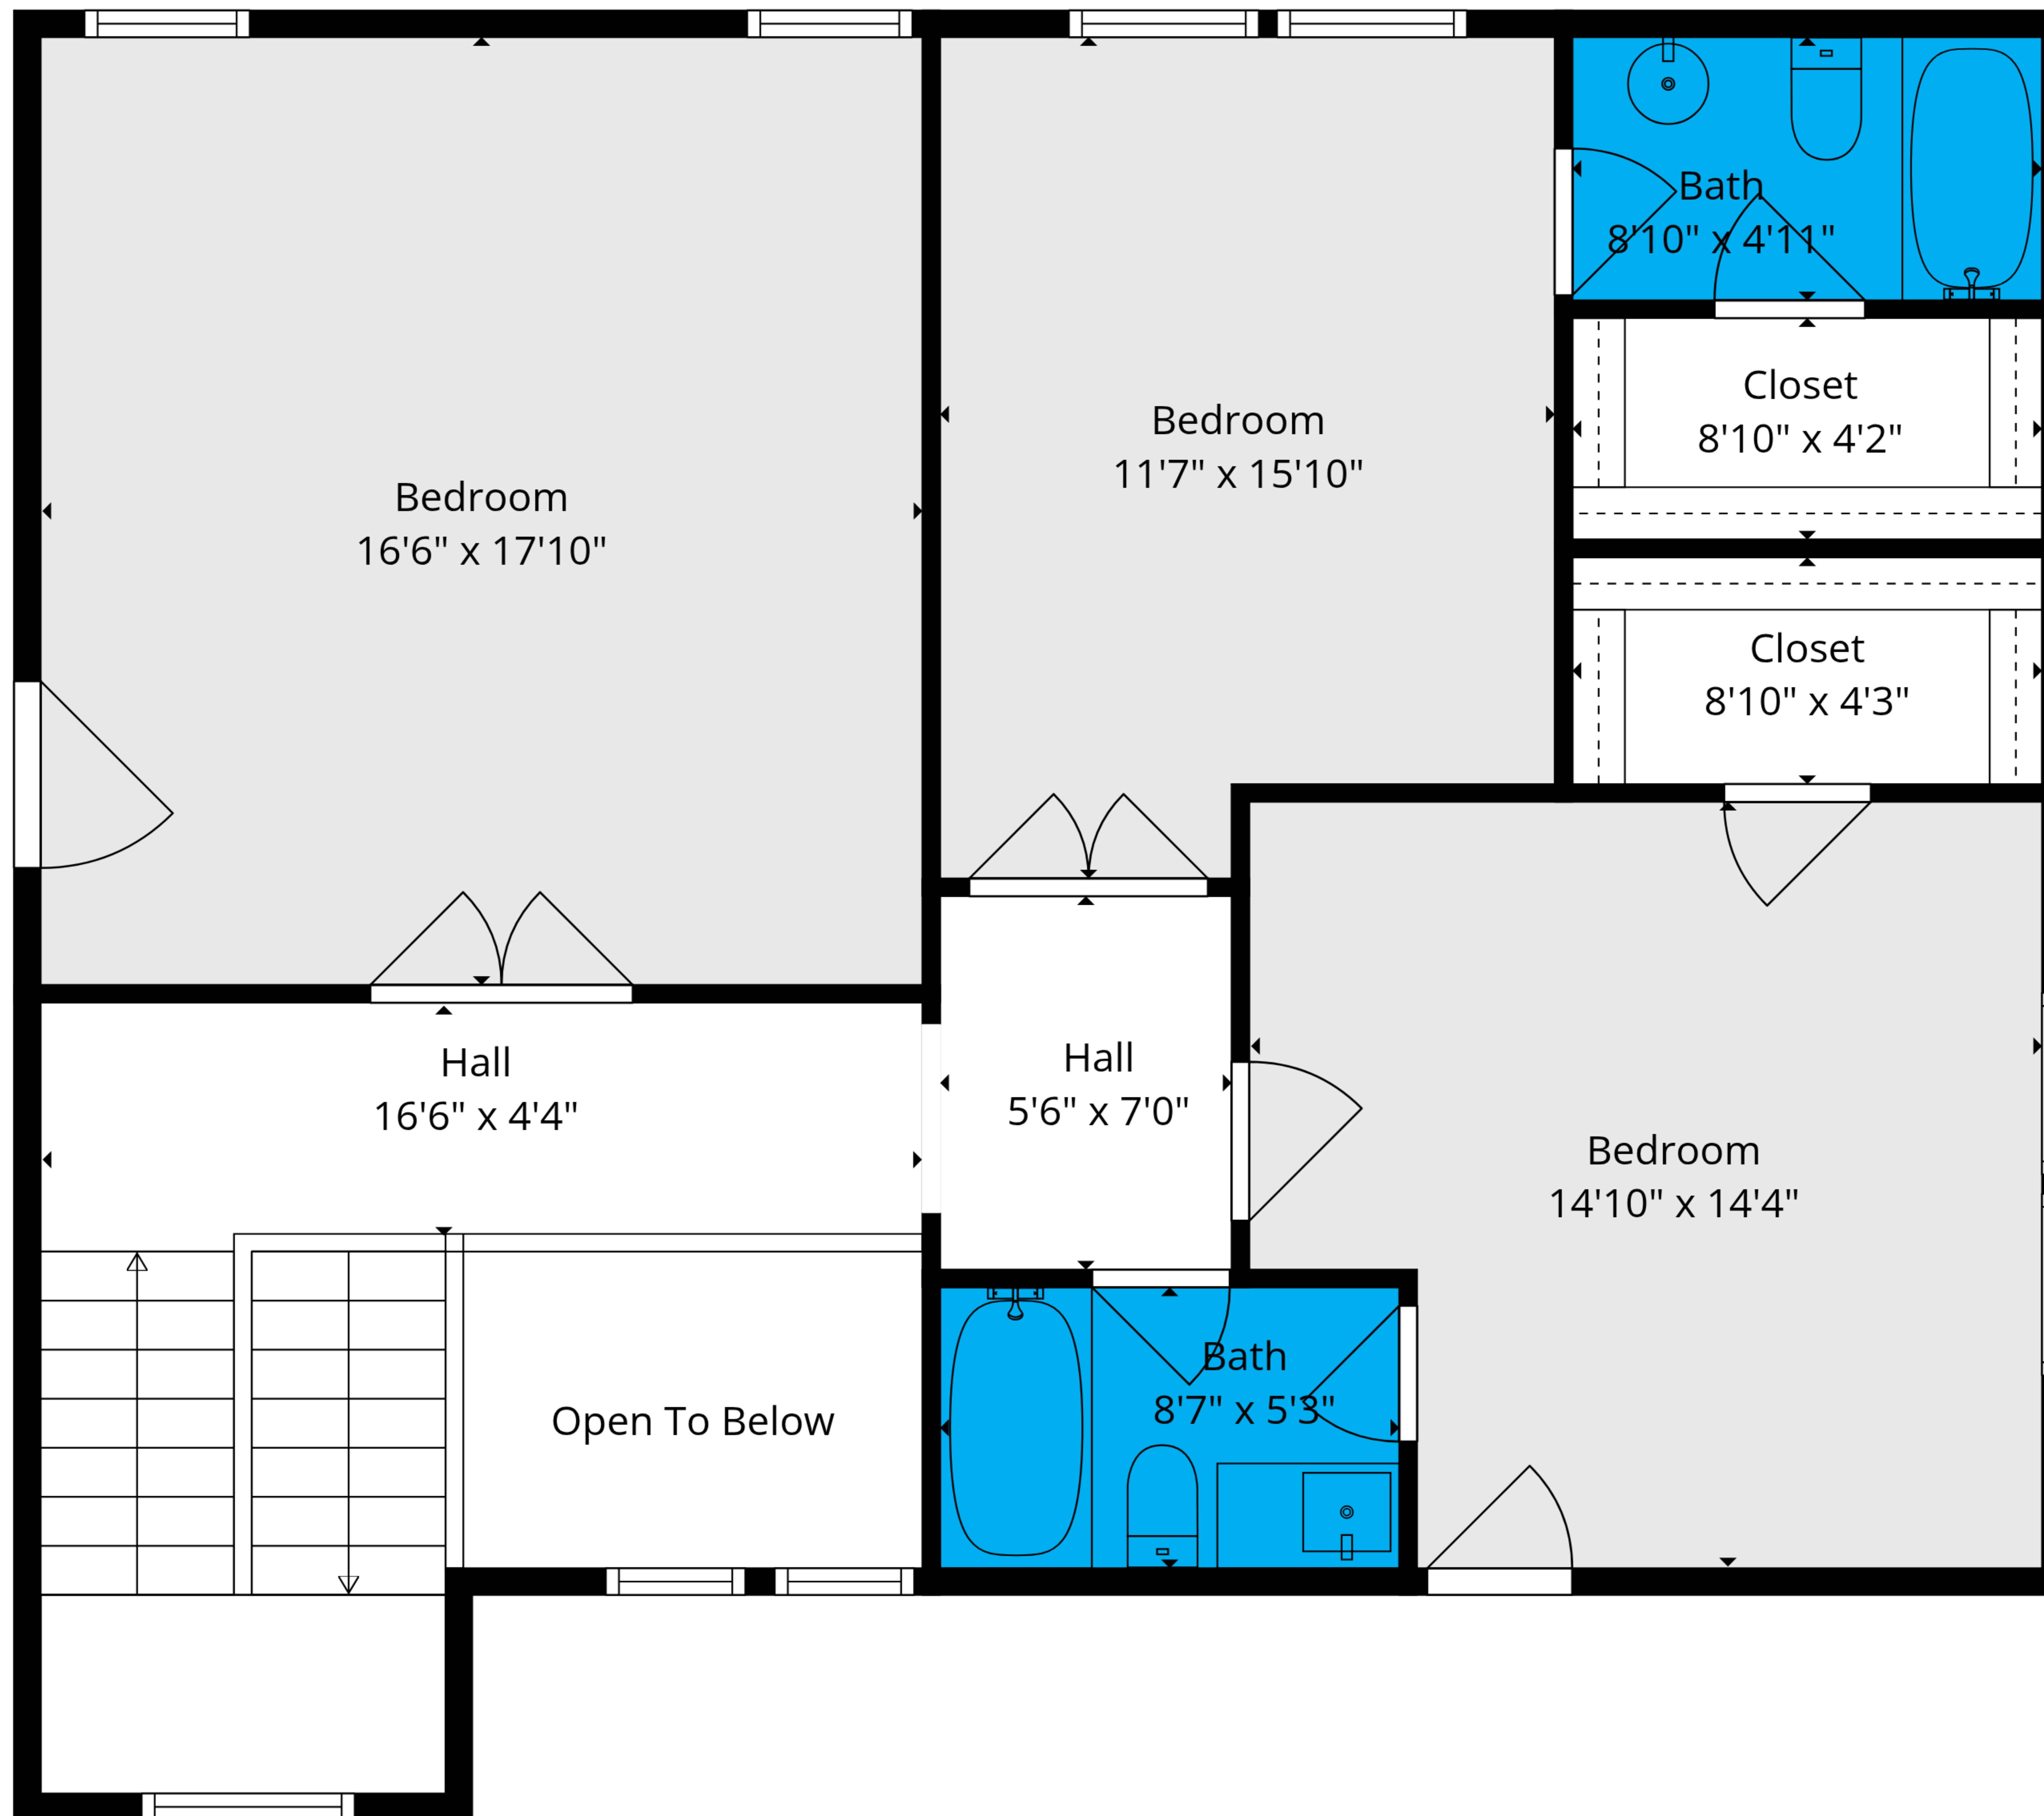 Bath
8'10" x 4'11"
Closet
8'10" x 4'2"
Bedroom
11'7" x 15'10"
Bedroom
16'6" x 17'10"
Closet
8'10" x 4'3"
Hall
16'6" x 4'4"
Hall
5'6" x 7'0"
Bedroom
14'10" x 14'4"
Bath
8'7" x 5'3"
Open To Below